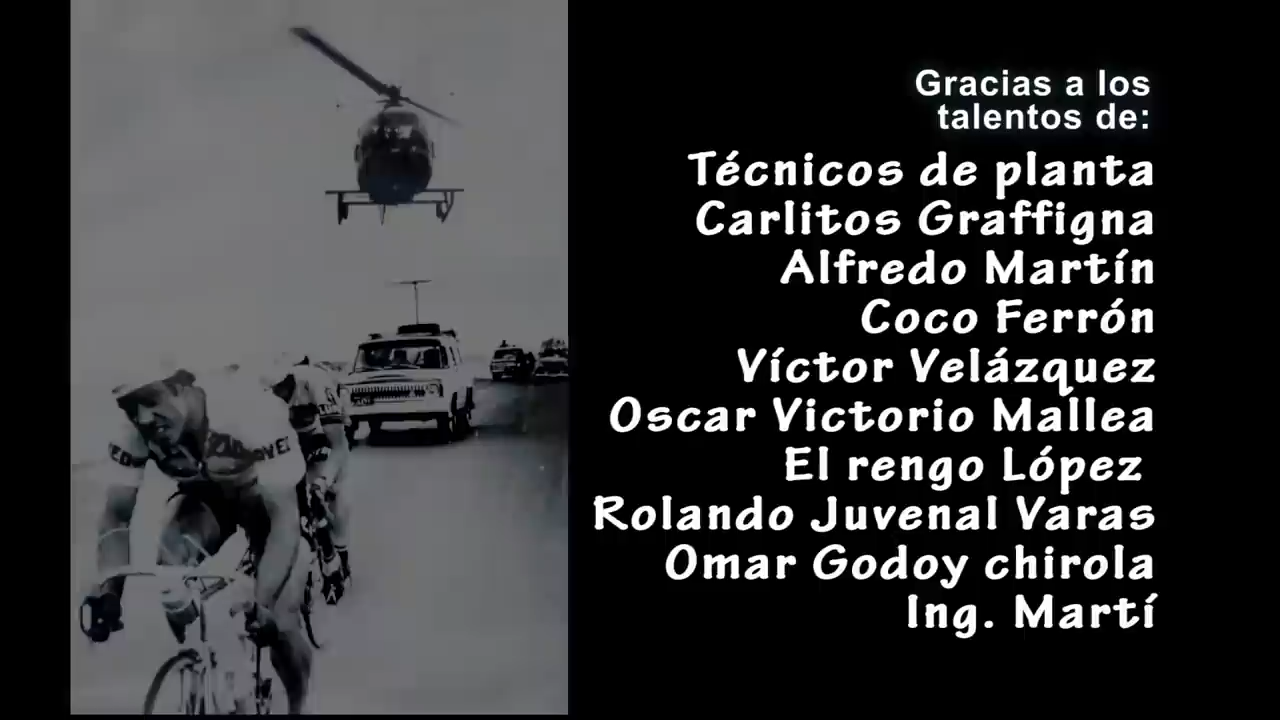 Gracias a los
talentos de:
Técnicos de planta
Carlitos Graffigna
Alfredo Martín
Coco Ferrón
Víctor Velázquez
Oscar Victorio Mallea
El rengo López
Rolando Juvenal Varas
Omar Godoy chirola
Ing. Martí